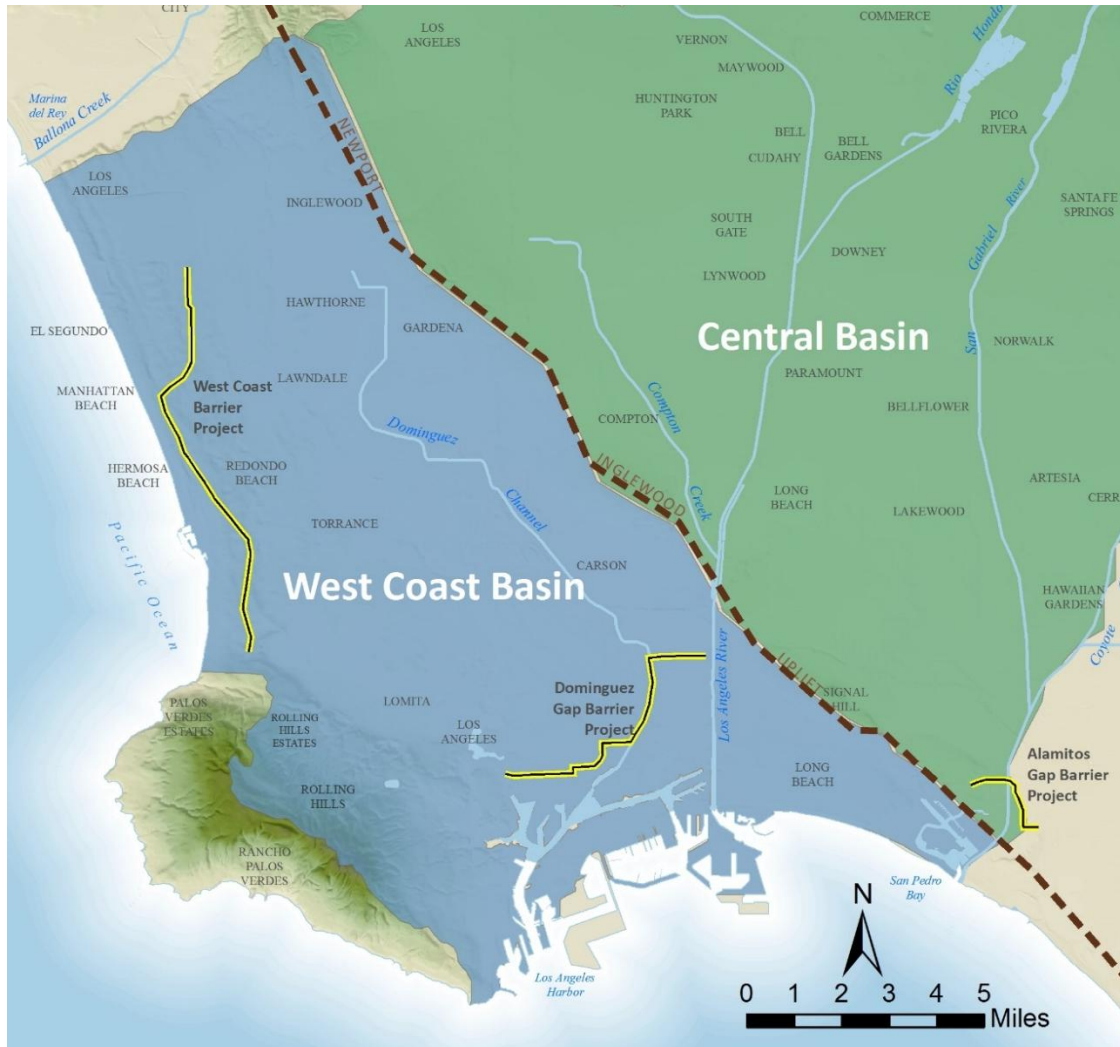 CITY
LOS
ANGELES
COMMERCE
VERNON
MAYWOOD
Rio
Hondo
HUNTINGTON
PARK
PICO
RIVERA
Marina
del Rey
Ballona Creek
NEWPORT
BELL
CUDAHY
BELL
GARDENS
LOS
ANGELES
INGLEWOOD
SANTA FE
SPRINGS
San
Gabriel
River
SOUTH
GATE
DOWNEY
LYNWOOD
EL SEGUNDO
HAWTHORNE
GARDENA
Central Basin
NORWALK
PARAMOUNT
MANHATTAN
BEACH
West Coast
Barrier
Project
LAWNDALE
BELLFLOWER
Compton
Creek
COMPTON
Dominguez
Channel
HERMOSA
BEACH
REDONDO
BEACH
INGLEWOOD
LONG
BEACH
LAKEWOOD
ARTESIA
CERR
TORRANCE
Pacific Ocean
West Coast Basin
CARSON
HAWAIIAN
GARDENS
Coyote
Los Angeles River
UPLIFT
SIGNAL
HILL
PALOS
VERDES
ESTATES
ROLLING
HILLS
ESTATES
LOMITA
LOS
ANGELES
Dominguez
Gap Barrier
Project
ROLLING
HILLS
LONG
BEACH
Alamitos
Gap Barrier
Project
RANCHO
PALOS
VERDES
San Pedro
Bay
Los Angeles
Harbor
N
0 1 2 3 4 5
Miles